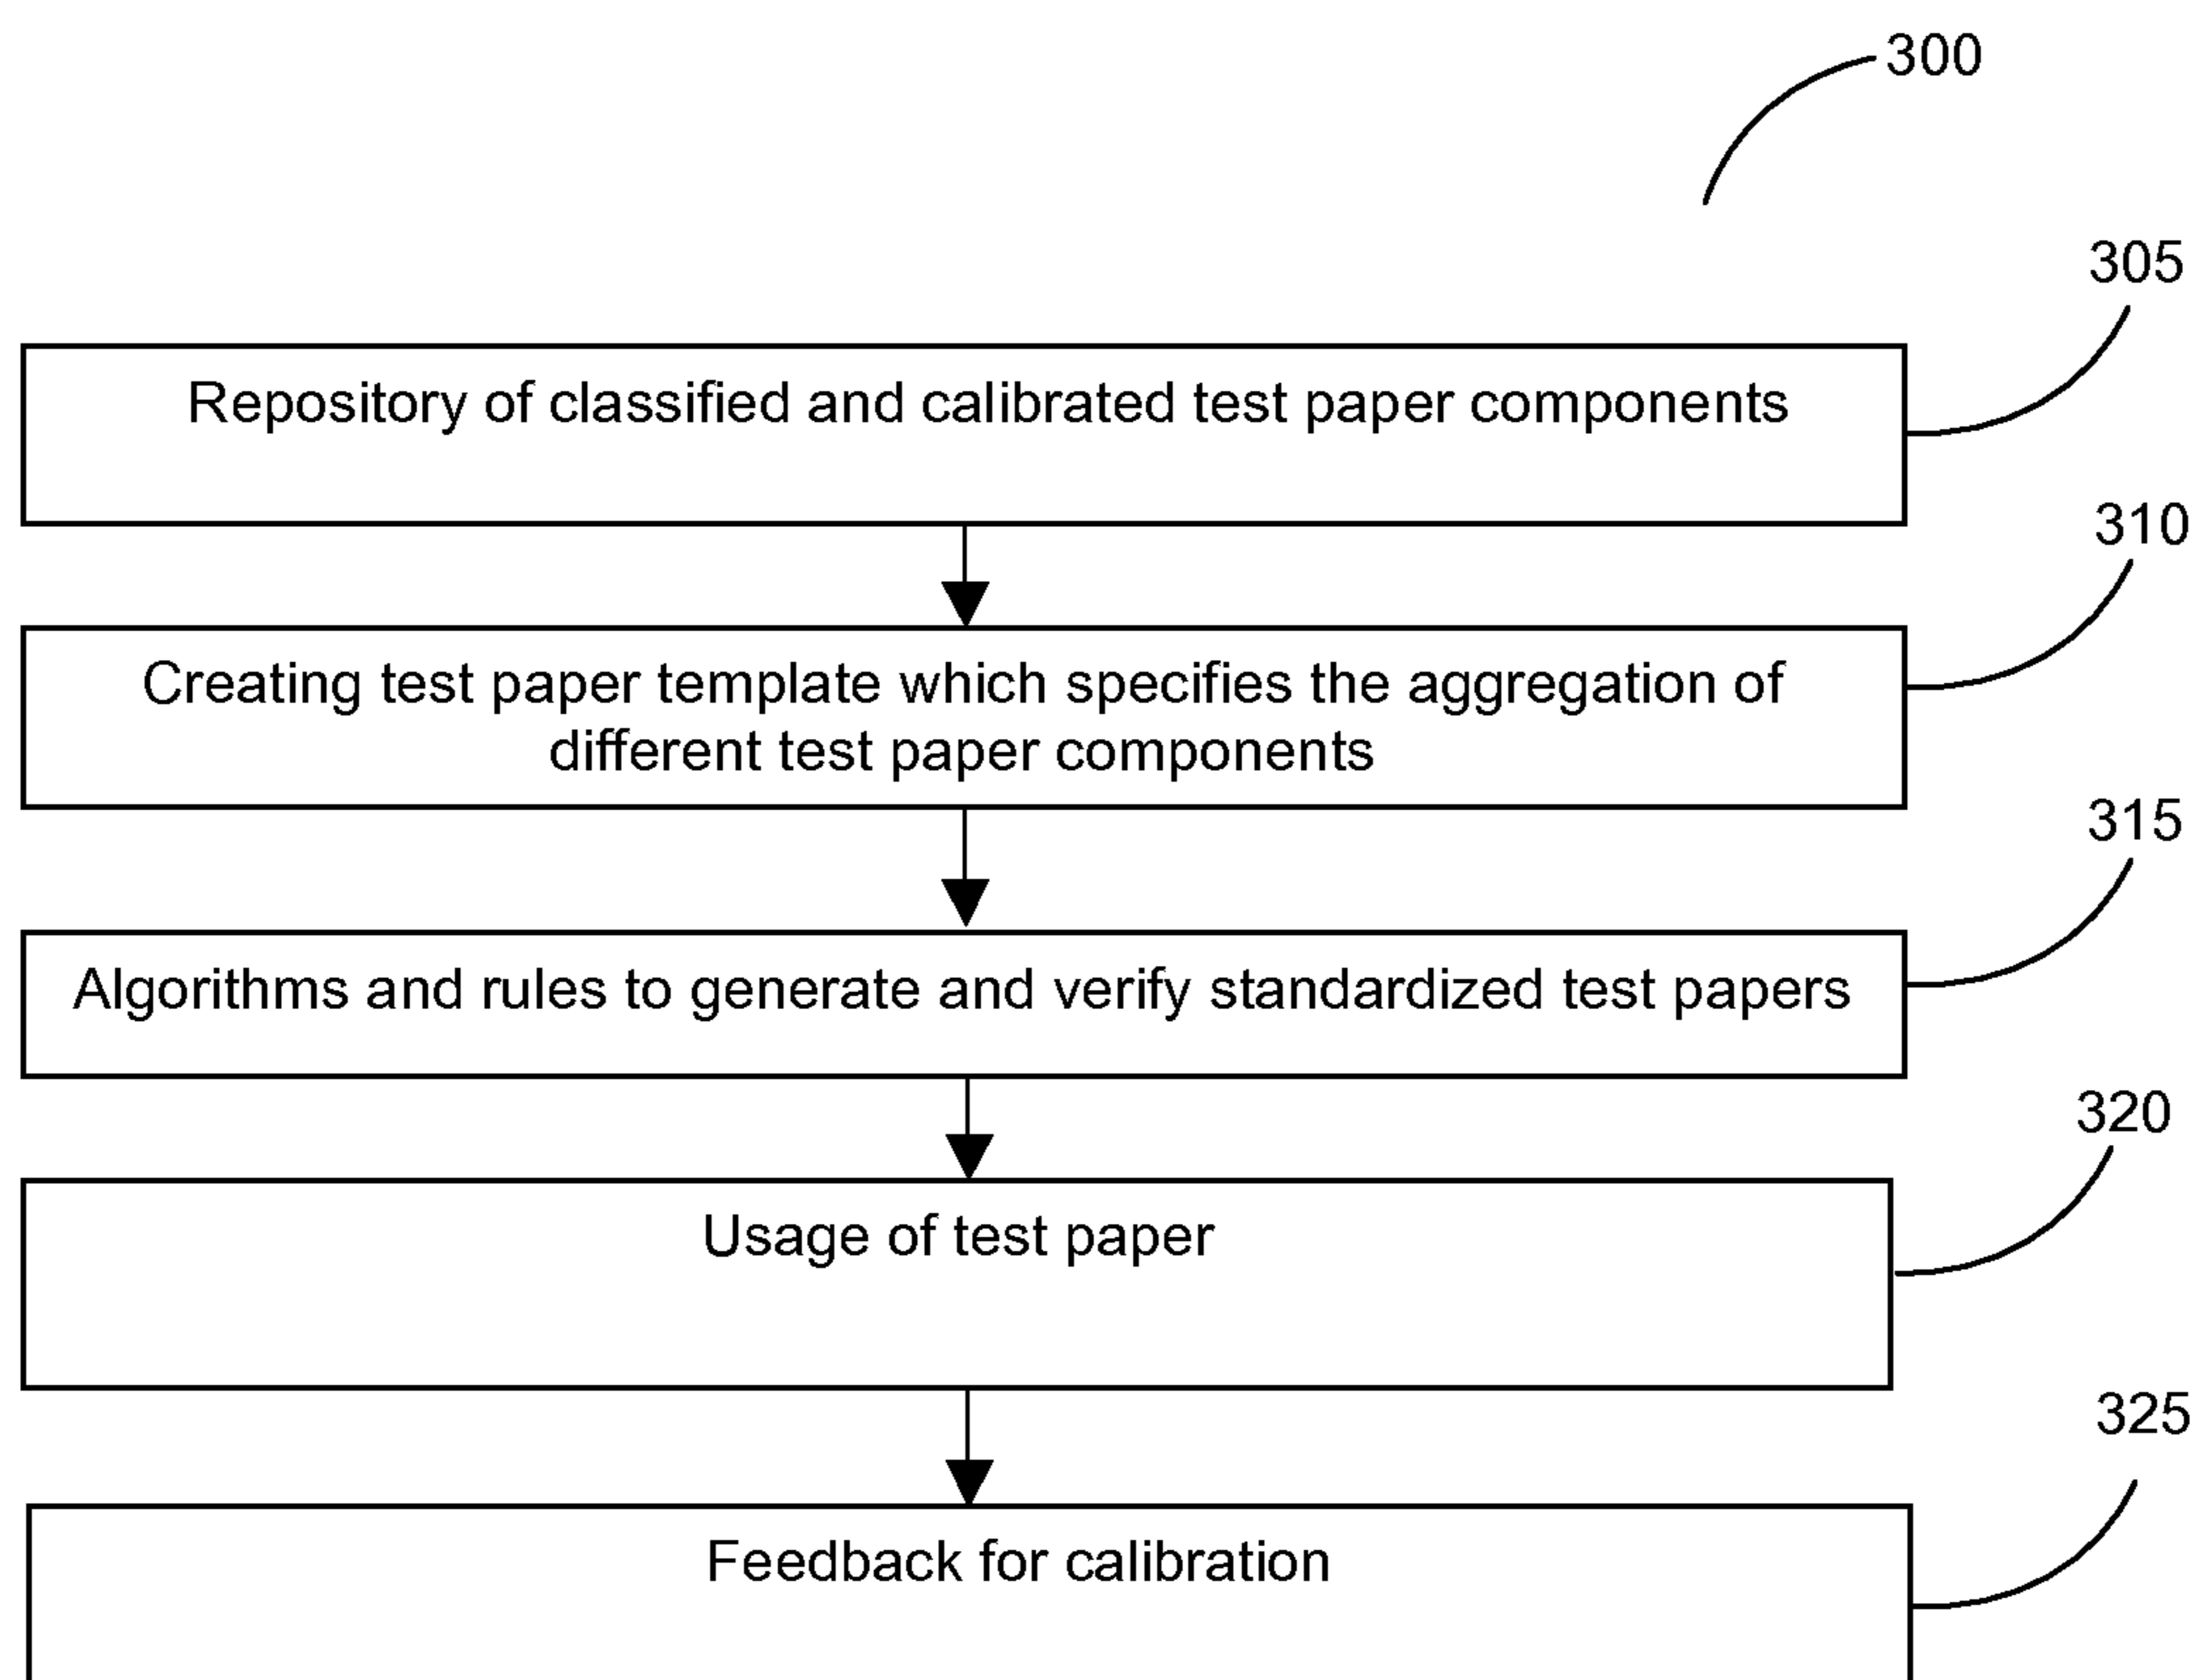 300
305
Repository of classified and calibrated test paper components
310
Creating test paper template which specifies the aggregation of
different test paper components
315
Algorithms and rules to generate and verify standardized test papers
320
Usage of test paper
325
Feedback for calibration